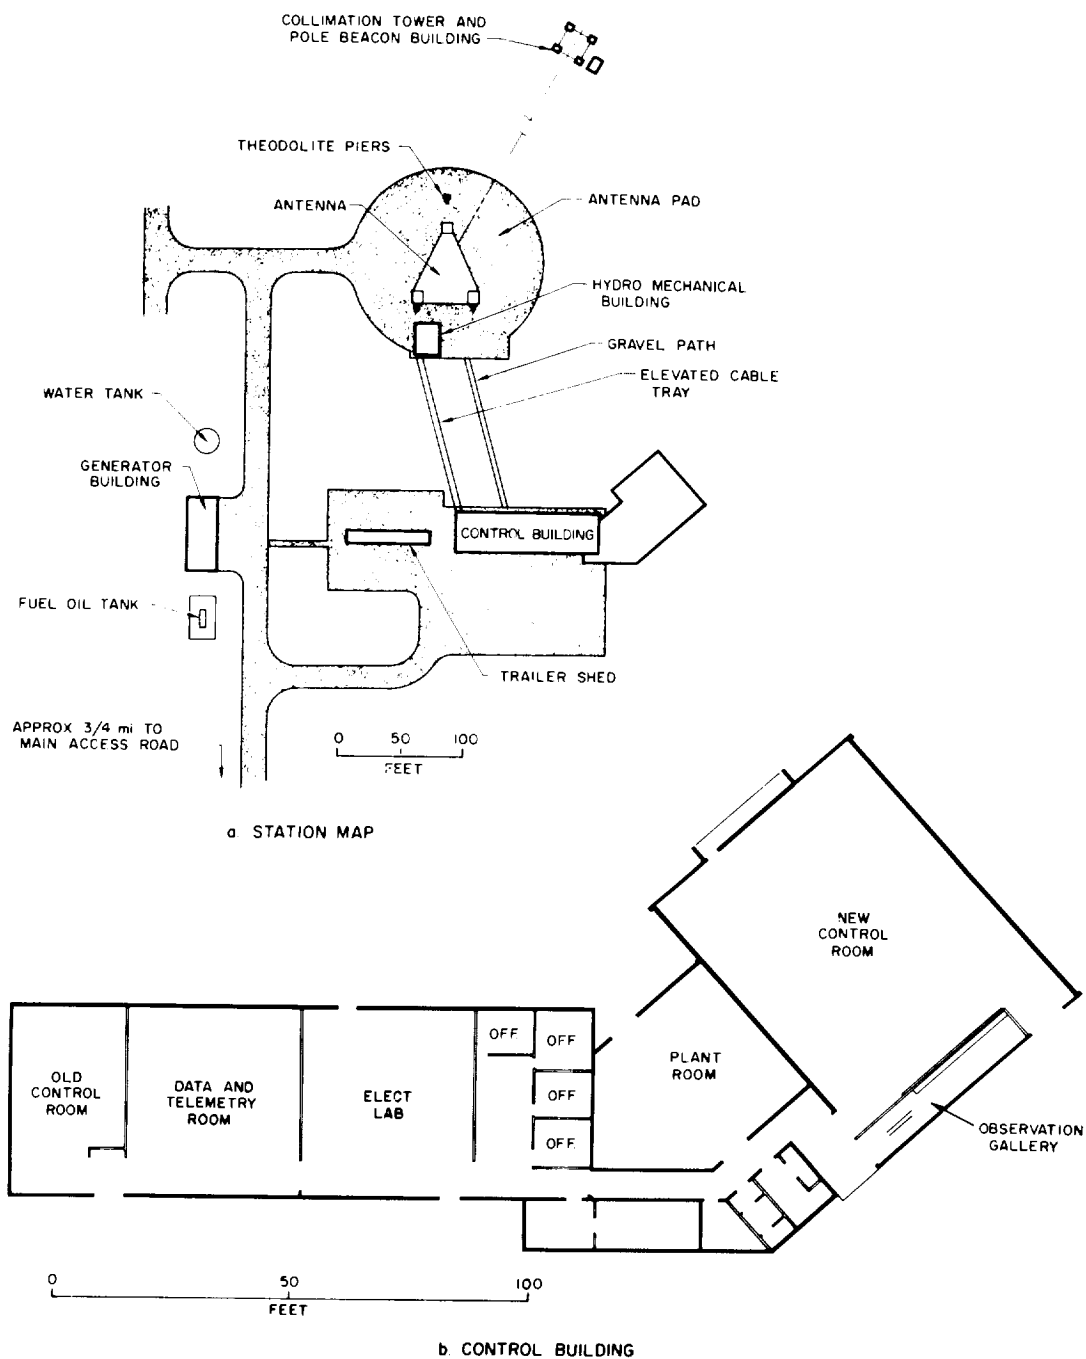 COLLIMATION TOWER AND
POLE BEACON BUILDING
THEODOLITE PIERS
ANTENNA
ANTENNA PAD
HYDRO MECHANICAL
BUILDING
GRAVEL PATH
ELEVATED CABLE
TRAY
WATER TANK
GENERATOR
BUILDING
CONTROL BUILDING
FUEL OIL TANK
TRAILER SHED
APPROX 3/4 mi TO
MAIN ACCESS ROAD
0 50 100
FEET
a. STATION MAP
NEW
CONTROL
ROOM
OFF
OFF
PLANT
ROOM
OLD
CONTROL
ROOM
DATA AND
TELEMETRY
ROOM
ELECT
LAB
OFF
OFF
OBSERVATION
GALLERY
0 50 100
FEET
b. CONTROL BUILDING